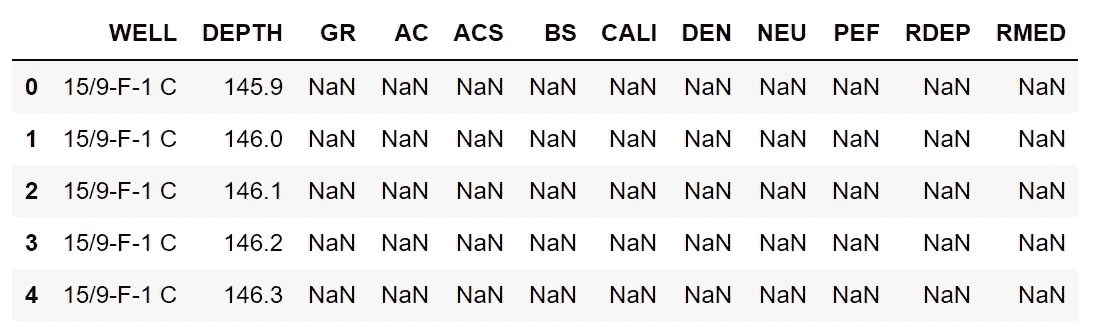 WELL DEPTH GR AC ACS BS CALI DEN NEU PEF RDEP RMED
0 15/9-F-1 C 145.9 NaN NaN NaN NaN NaN NaN NaN NaN NaN NaN
1 15/9-F-1 C 146.0 NaN NaN NaN NaN NaN NaN NaN NaN NaN NaN
2 15/9-F-1 C 146.1 NaN NaN NaN NaN NaN NaN NaN NaN NaN NaN
3 15/9-F-1 C 146.2 NaN NaN NaN NaN NaN NaN NaN NaN NaN NaN
4 15/9-F-1 C 146.3 NaN NaN NaN NaN NaN NaN NaN NaN NaN NaN